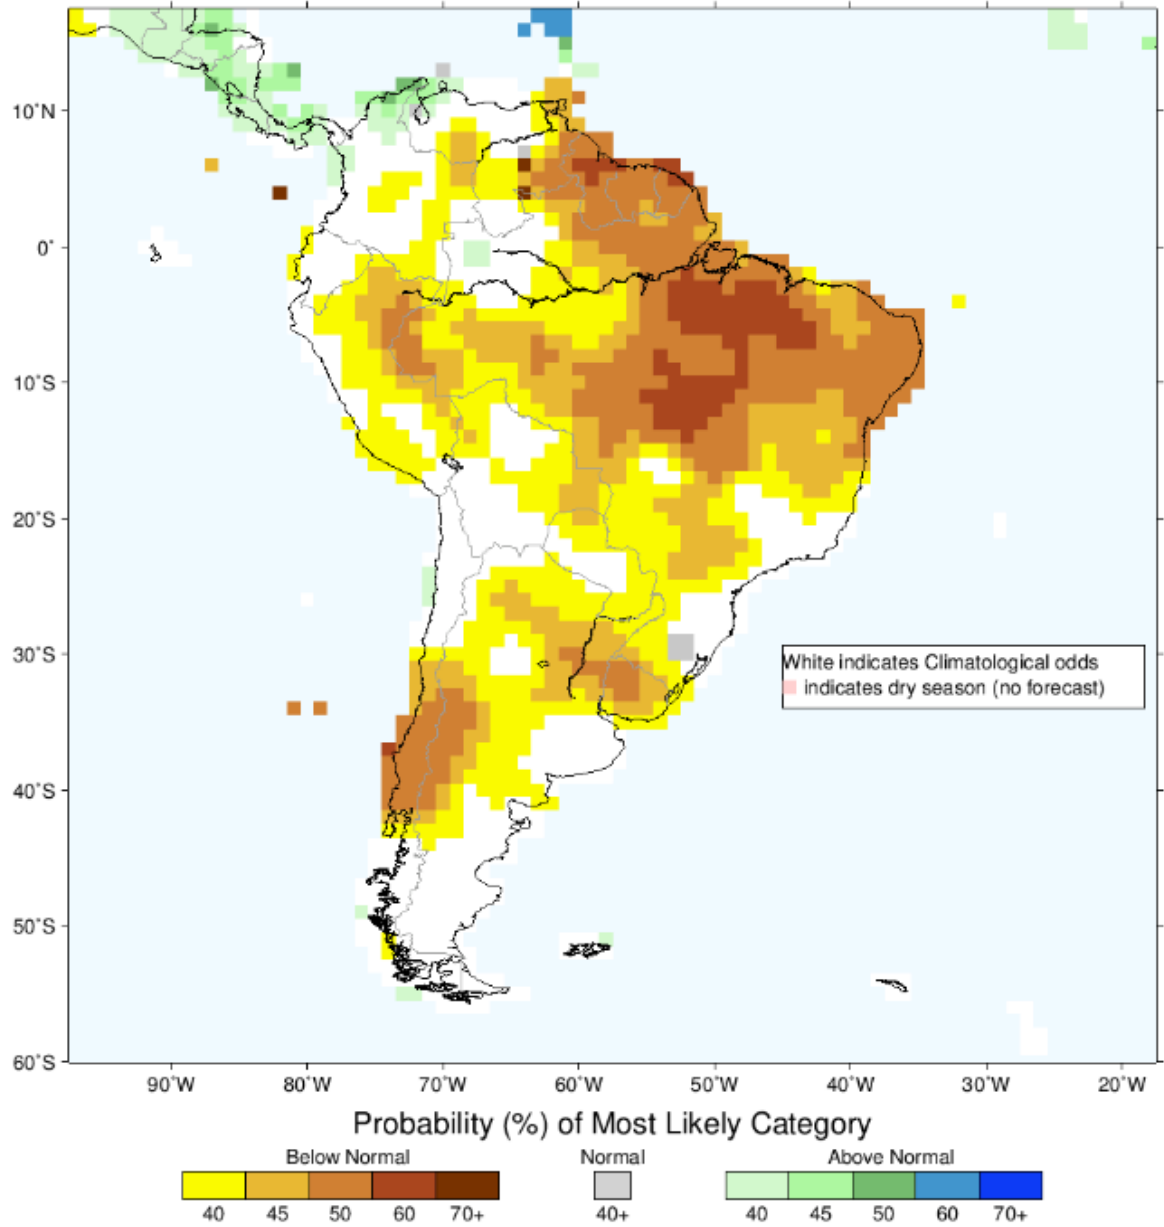 10˚N
0˚
10˚S
20˚S
30˚S
40˚S
50˚S
60˚S
90˚W 80˚W 70˚W 60˚W 50˚W 40˚W 30˚W 20˚W
White indicates Climatological odds
indicates dry season (no forecast)
Probability (%) of Most Likely Category
Below Normal Normal Above Normal
40 45 50 60 70+ 40+ 40 45 50 60 70+